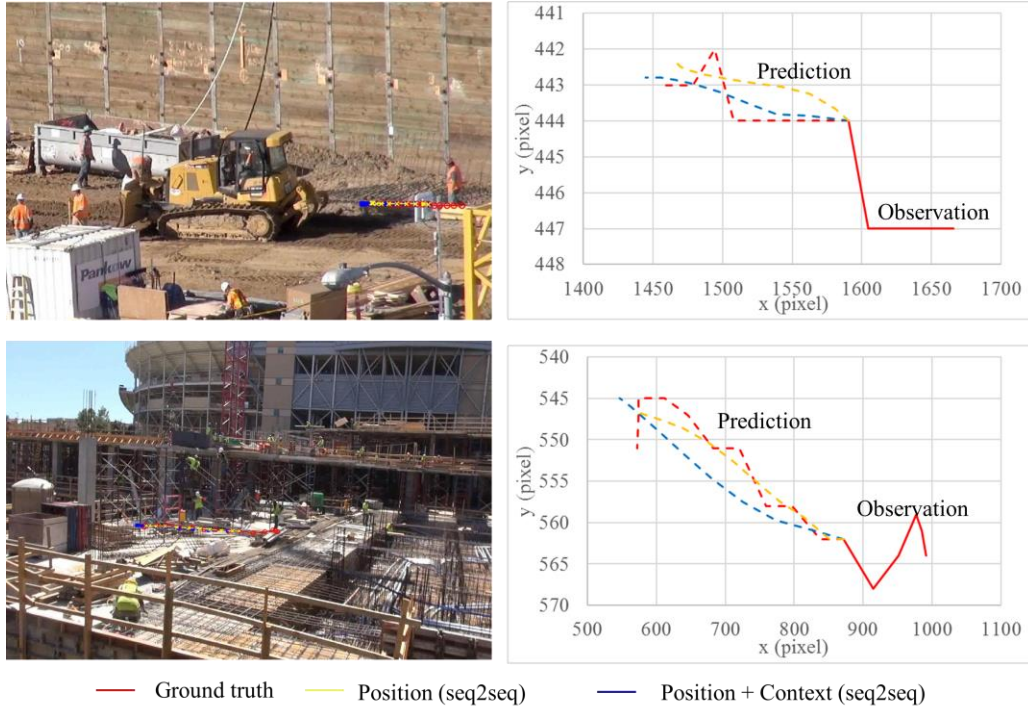 Pankow
441
442
443
444
445
446
447
448
y (pixel)
Prediction
Observation
1400
1450
1500
1550
1600
1650
1700
x (pixel)
540
545
550
555
560
565
570
y (pixel)
Prediction
Observation
500
600
700
800
900
1000
1100
x (pixel)
Ground truth
Position (seq2seq)
Position + Context (seq2seq)